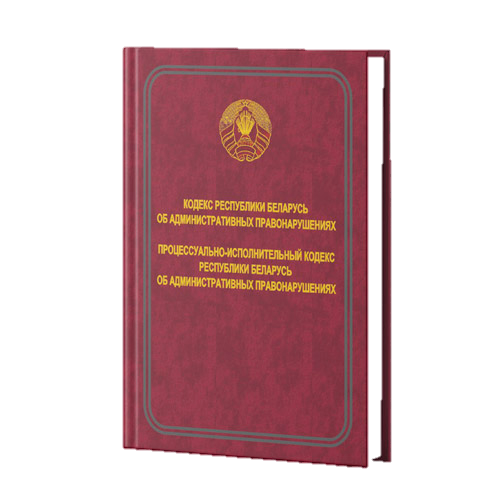 КОДЕКС РЕСПУБЛИКИ БЕЛАРУСЬ
ОБ АДМИНИСТРАТИВНЫХ ПРАВОНАРУШЕНИЯХ
ПРОЦЕССУАЛЬНО-ИСПОЛНИТЕЛЬНЫЙ КОДЕКС
РЕСПУБЛИКИ БЕЛАРУСЬ
ОБ АДМИНИСТРАТИВНЫХ ПРАВОНАРУШЕНИЯХ